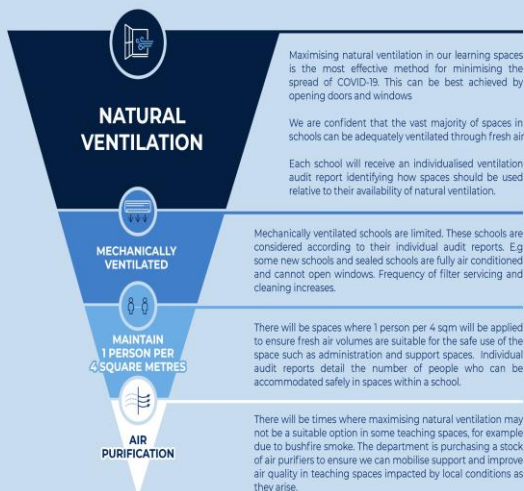 NATURAL
VENTILATION
Maximising natural ventilation in our learning spaces
is the most effective method for minimising the
spread of COVID-19. This can be best achieved by
opening doors and windows
We are confident that the vast majority of spaces in
schools can be adequately ventilated through fresh air
Each school will receive an individualised ventilation
audit report identifying how spaces should be used
relative to their availability of natural ventilation.
MECHANICALLY
VENTILATED
Mechanically ventilated schools are limited. These schools are
considered according to their individual audit reports. E.g
some new schools and sealed schools are fully air conditioned
and cannot open windows. Frequency of filter servicing and
cleaning increases.
MAINTAIN
1 PERSON PER
4 SQUARE METRES
There will be spaces where 1 person per 4 sqm will be applied
to ensure fresh air volumes are suitable for the safe use of the
space such as administration and support spaces. Individual
audit reports detail the number of people who can be
accommodated safely in spaces within a school.
AIR
PURIFICATION
There will be times where maximising natural ventilation may
not be a suitable option in some teaching spaces, for example
due to bushfire smoke. The department is purchasing a stock
of air purifiers to ensure we can mobilise support and improve
air quality in teaching spaces impacted by local conditions as
they arise.